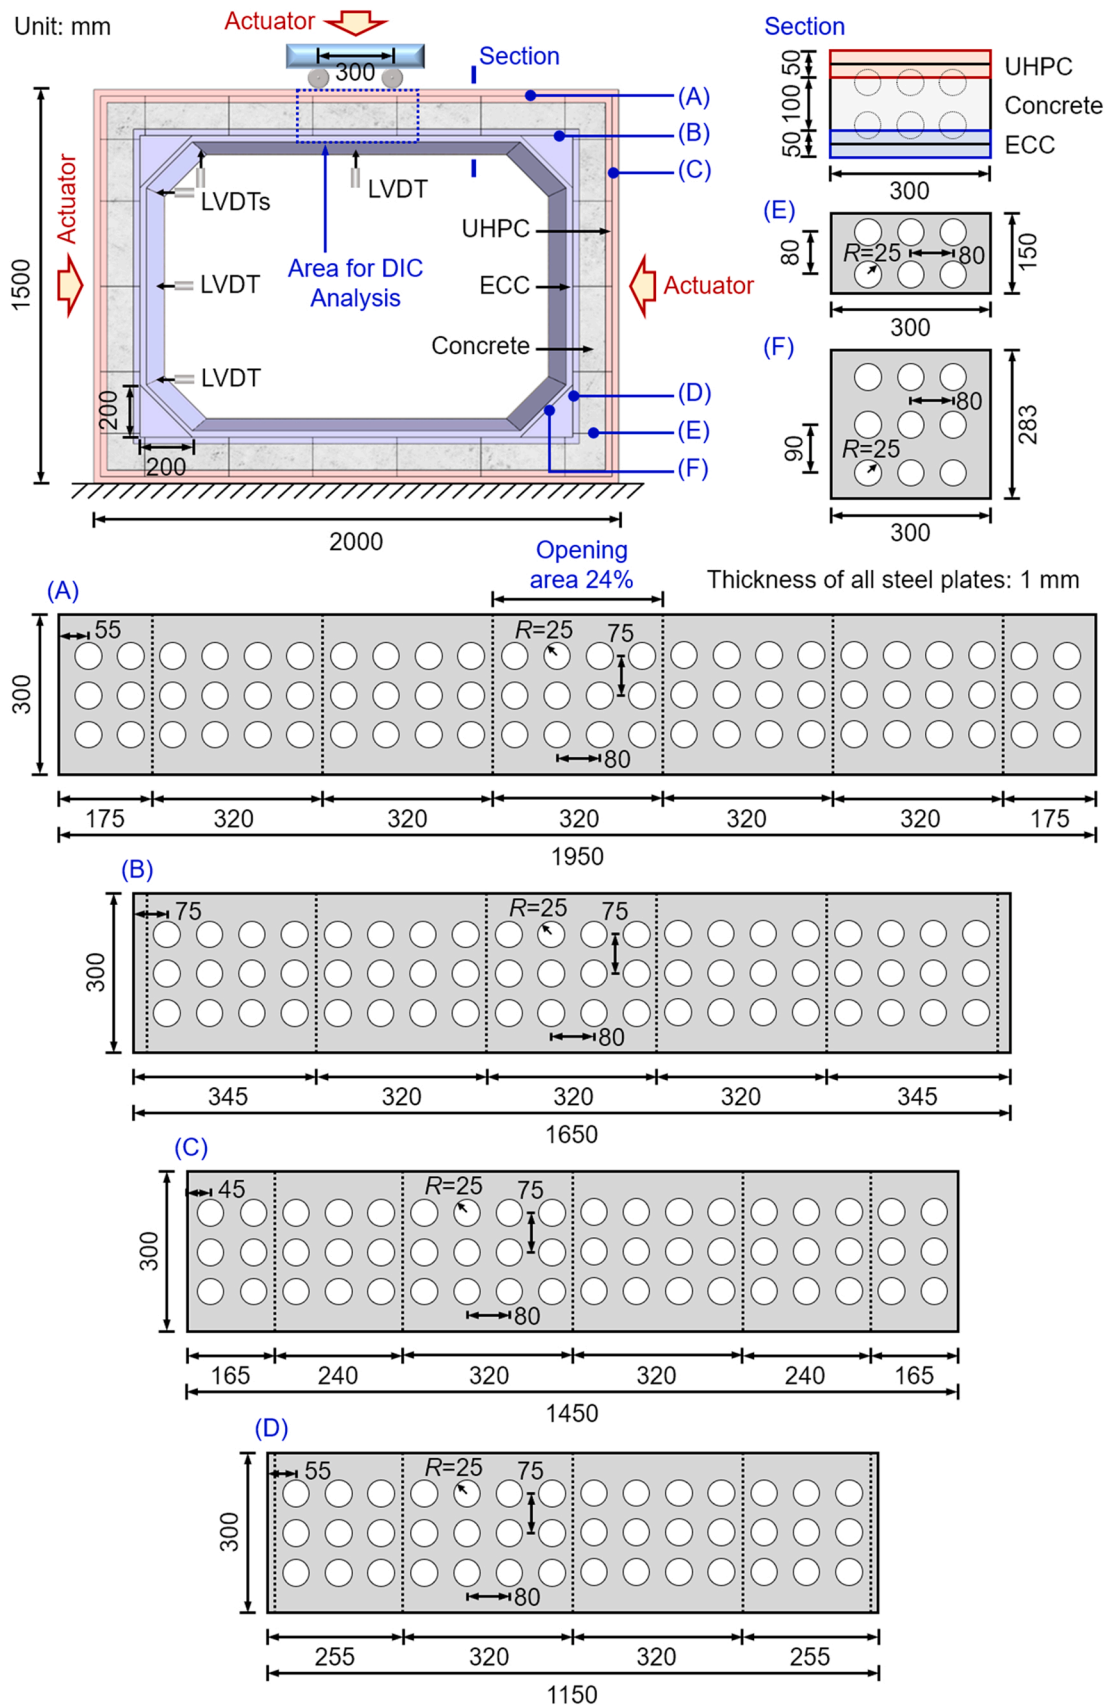 Unit: mm
Actuator
300
Section
(A)
(B)
(C)
Actuator
1500
LVDTs
LVDT
UHPC
Area for DIC
Analysis
LVDT
ECC
Actuator
Concrete
LVDT
200
200
(D)
(E)
(F)
2000
Section
50
UHPC
100
Concrete
50
ECC
300
(E)
80
R=25
80
150
300
(F)
80
90
R=25
283
300
Opening
area 24%
Thickness of all steel plates: 1 mm
(A)
55
R=25
75
300
80
175
320
320
320
320
320
175
1950
(B)
75
R=25
75
300
80
345
320
320
320
345
1650
(C)
45
R=25
75
300
80
165
240
320
320
240
165
1450
(D)
55
R=25
75
300
80
255
320
320
255
1150